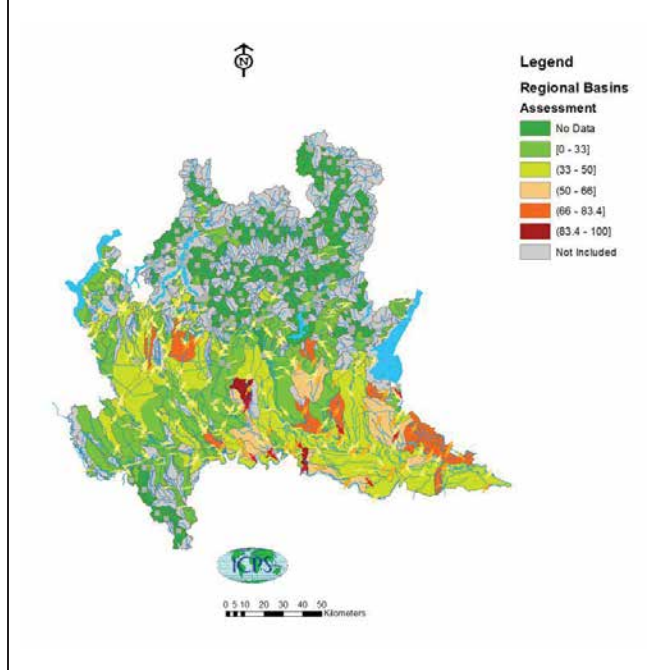 N
Legend
Regional Basins
Assessment
No Data
[0 - 33]
(33 - 50]
(50 - 66]
(66 - 83.4]
(83.4 - 100]
Not Included
ICPS
0 5 10 20 30 40 50
Kilometers